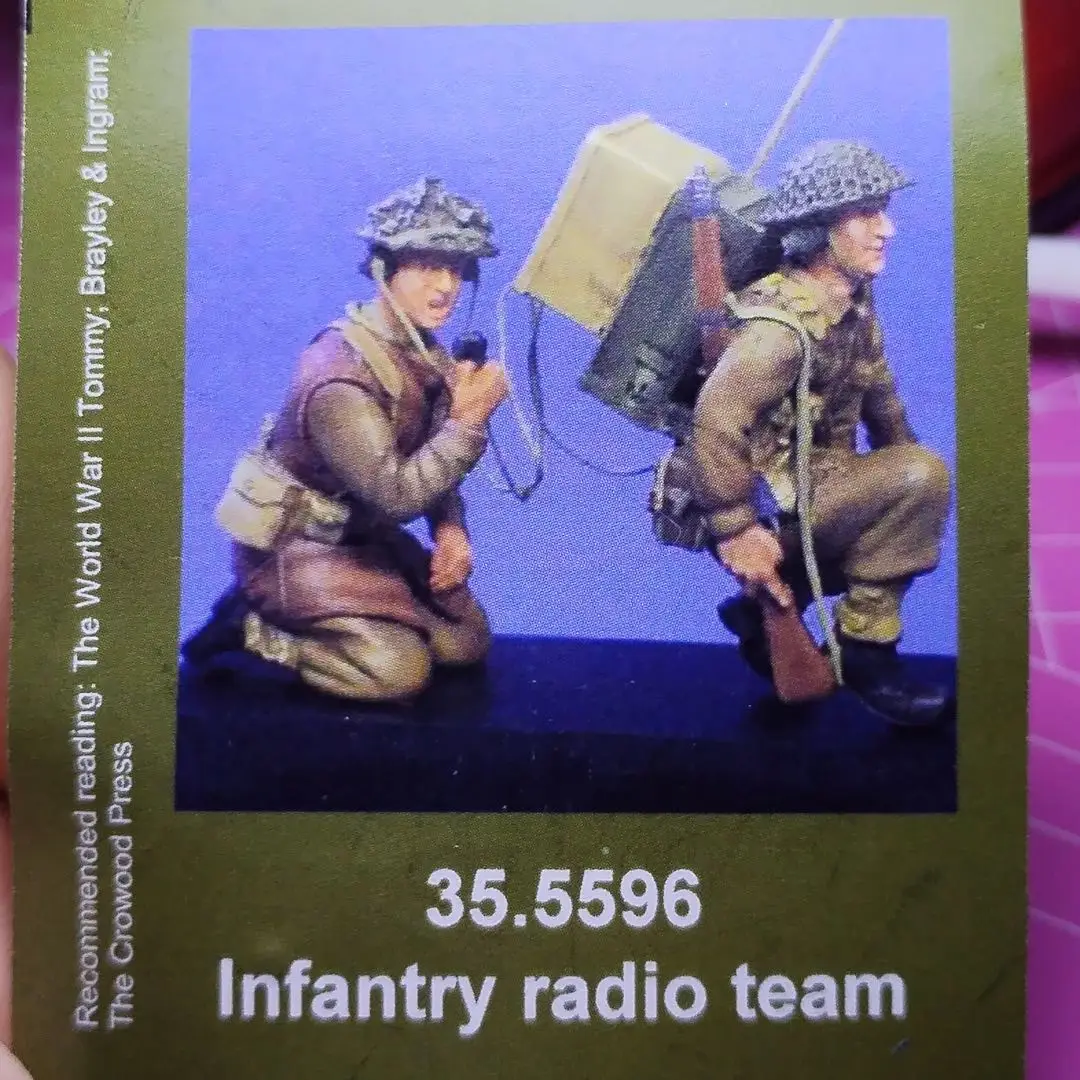 Recommended reading: The World War II Tommy; Brayley & Ingram;
The Crowood Press
35.5596
Infantry radio team